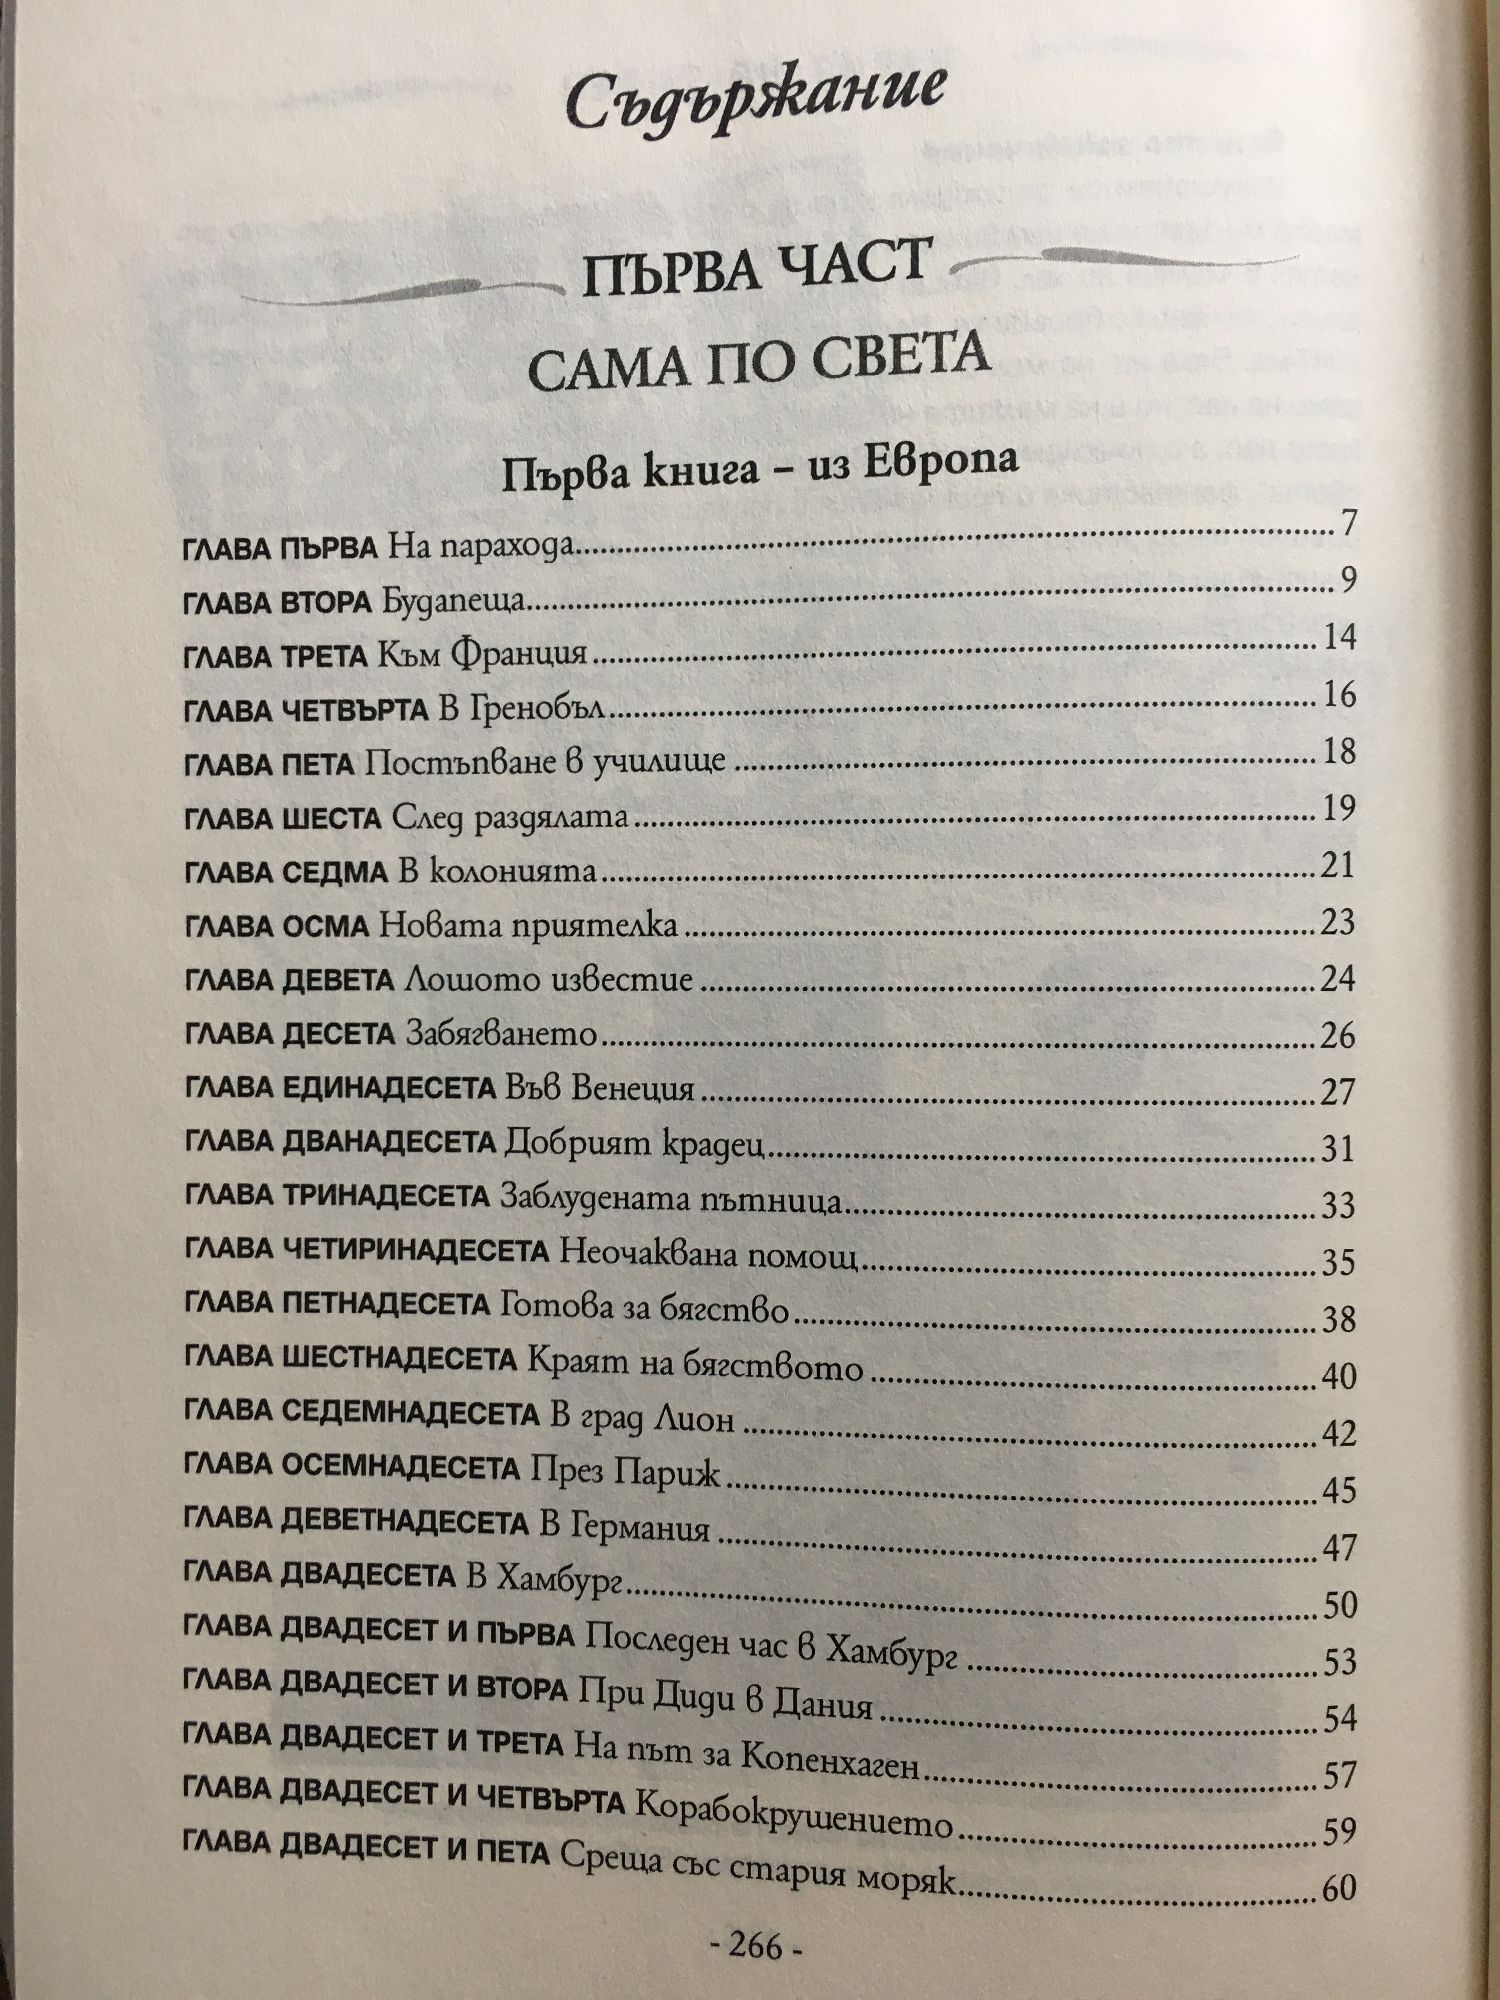 Съдържание
ПЪРВА ЧАСТ
САМА ПО СВЕТА
Първа книга – из Европа
ГЛАВА ПЪРВА На парахода........ 7
ГЛАВА ВТОРА Будапеща........ 9
ГЛАВА ТРЕТА Към Франция........ 14
ГЛАВА ЧЕТВЪРТА В Гренобъл........ 16
ГЛАВА ПЕТА Постъпване в училище ........ 18
ГЛАВА ШЕСТА След раздялата........ 19
ГЛАВА СЕДМА В колонията........ 21
ГЛАВА ОСМА Новата приятелка........ 23
ГЛАВА ДЕВЕТА Лошото известие ........ 24
ГЛАВА ДЕСЕТА Забягването........ 26
ГЛАВА ЕДИНАДЕСЕТА Във Венеция........ 27
ГЛАВА ДВАНАДЕСЕТА Добрият крадец........ 31
ГЛАВА ТРИНАДЕСЕТА Заблудената пътница........ 33
ГЛАВА ЧЕТИРИНАДЕСЕТА Неочаквана помощ........ 35
ГЛАВА ПЕТНАДЕСЕТА Готова за бягство........ 38
ГЛАВА ШЕСТНАДЕСЕТА Краят на бягството ........ 40
ГЛАВА СЕДЕМНАДЕСЕТА В град Лион ........ 42
ГЛАВА ОСЕМНАДЕСЕТА През Париж........ 45
ГЛАВА ДЕВЕТНАДЕСЕТА В Германия ........ 47
ГЛАВА ДВАДЕСЕТА В Хамбург........ 50
ГЛАВА ДВАДЕСЕТ И ПЪРВА Последен час в Хамбург ........ 53
ГЛАВА ДВАДЕСЕТ И ВТОРА При Диди в Дания........ 54
ГЛАВА ДВАДЕСЕТ И ТРЕТА На път за Копенхаген........ 57
ГЛАВА ДВАДЕСЕТ И ЧЕТВЪРТА Корабокрушението........ 59
ГЛАВА ДВАДЕСЕТ И ПЕТА Среща със стария моряк........ 60
- 266 -